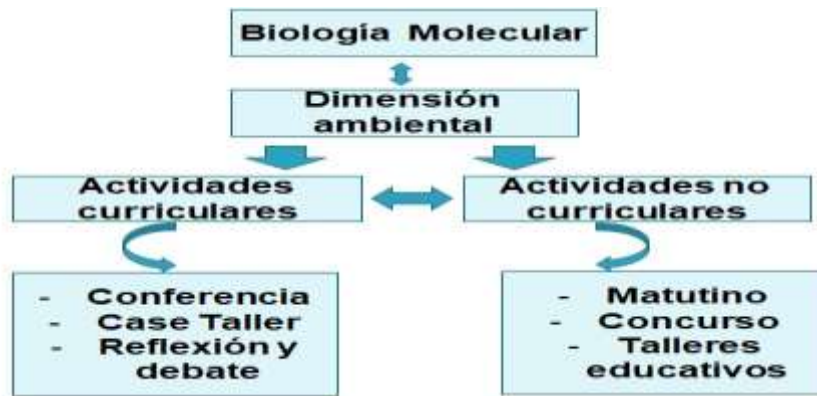 Biología Molecular
Dimensión
ambiental
Actividades
curriculares
Actividades no
curriculares
- Conferencia
- Case Taller
- Reflexión y
debate
- Matutino
- Concurso
- Talleres
educativos